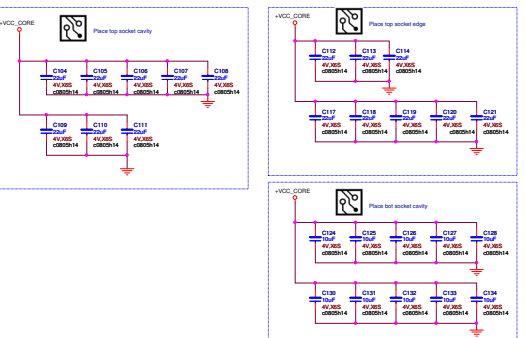 +VCC_CORE
Place top socket cavity
C104 C105 C106 C107 C108
22uF 22uF 22uF 22uF 22uF
4V,X6S 4V,X6S 4V,X6S 4V,X6S 4V,X6S
c0805h14 c0805h14 c0805h14 c0805h14 c0805h14
C109 C110 C111
22uF 22uF 22uF
4V,X6S 4V,X6S 4V,X6S
c0805h14 c0805h14 c0805h14
+VCC_CORE
Place top socket edge
C112 C113 C114
22uF 22uF 22uF
4V,X6S 4V,X6S 4V,X6S
c0805h14 c0805h14 c0805h14
C117 C118 C119 C120 C121
22uF 22uF 22uF 22uF 22uF
4V,X6S 4V,X6S 4V,X6S 4V,X6S 4V,X6S
c0805h14 c0805h14 c0805h14 c0805h14 c0805h14
+VCC_CORE
Place bot socket cavity
C124 C125 C126 C127 C128
10uF 10uF 10uF 10uF 10uF
4V,X6S 4V,X6S 4V,X6S 4V,X6S 4V,X6S
c0805h14 c0805h14 c0805h14 c0805h14 c0805h14
C130 C131 C132 C133 C134
10uF 10uF 10uF 10uF 10uF
4V,X6S 4V,X6S 4V,X6S 4V,X6S 4V,X6S
c0805h14 c0805h14 c0805h14 c0805h14 c0805h14